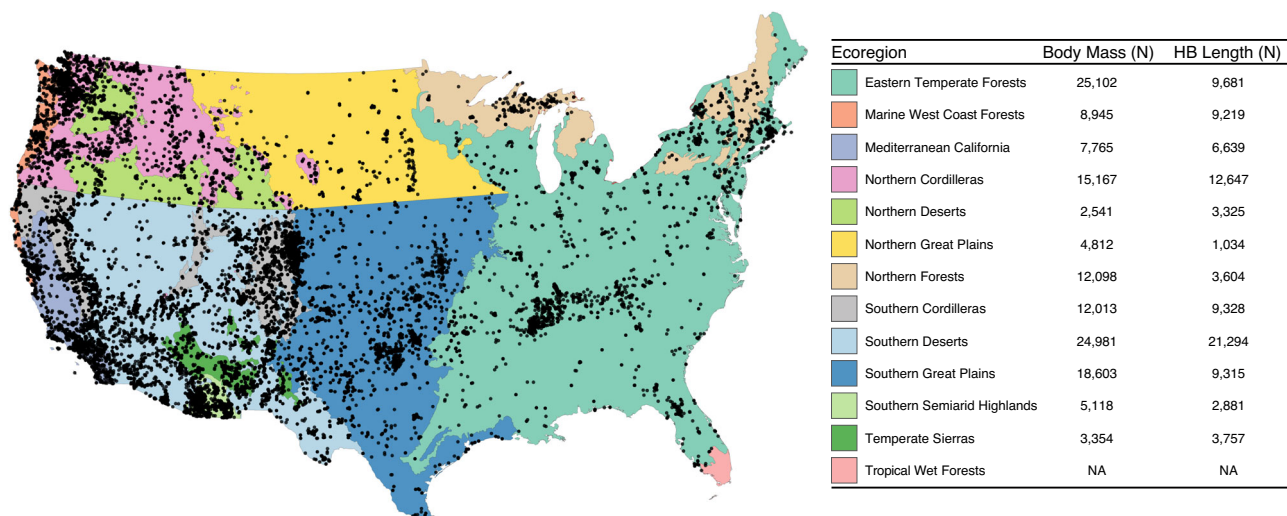 Ecoregion Body Mass (N) HB Length (N)
Eastern Temperate Forests 25,102 9,681
Marine West Coast Forests 8,945 9,219
Mediterranean California 7,765 6,639
Northern Cordilleras 15,167 12,647
Northern Deserts 2,541 3,325
Northern Great Plains 4,812 1,034
Northern Forests 12,098 3,604
Southern Cordilleras 12,013 9,328
Southern Deserts 24,981 21,294
Southern Great Plains 18,603 9,315
Southern Semiarid Highlands 5,118 2,881
Temperate Sierras 3,354 3,757
Tropical Wet Forests NA NA